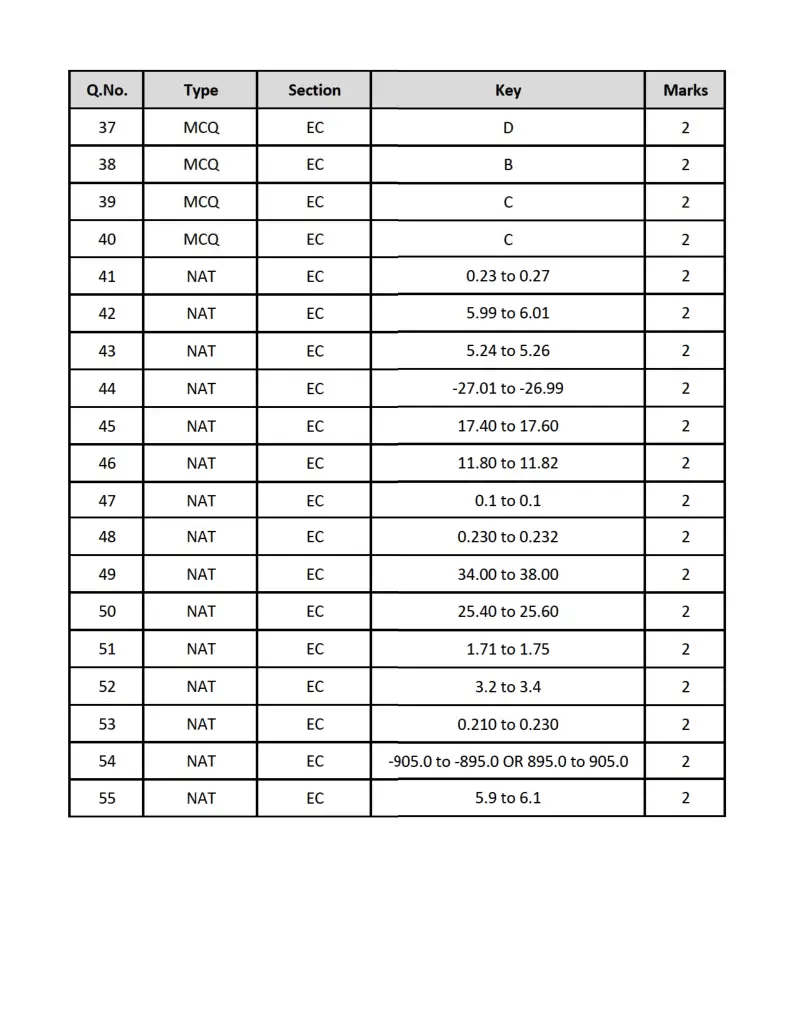 Q.No. Type Section Key Marks
37 MCQ EC D 2
38 MCQ EC B 2
39 MCQ EC C 2
40 MCQ EC C 2
41 NAT EC 0.23 to 0.27 2
42 NAT EC 5.99 to 6.01 2
43 NAT EC 5.24 to 5.26 2
44 NAT EC -27.01 to -26.99 2
45 NAT EC 17.40 to 17.60 2
46 NAT EC 11.80 to 11.82 2
47 NAT EC 0.1 to 0.1 2
48 NAT EC 0.230 to 0.232 2
49 NAT EC 34.00 to 38.00 2
50 NAT EC 25.40 to 25.60 2
51 NAT EC 1.71 to 1.75 2
52 NAT EC 3.2 to 3.4 2
53 NAT EC 0.210 to 0.230 2
54 NAT EC -905.0 to -895.0 OR 895.0 to 905.0 2
55 NAT EC 5.9 to 6.1 2